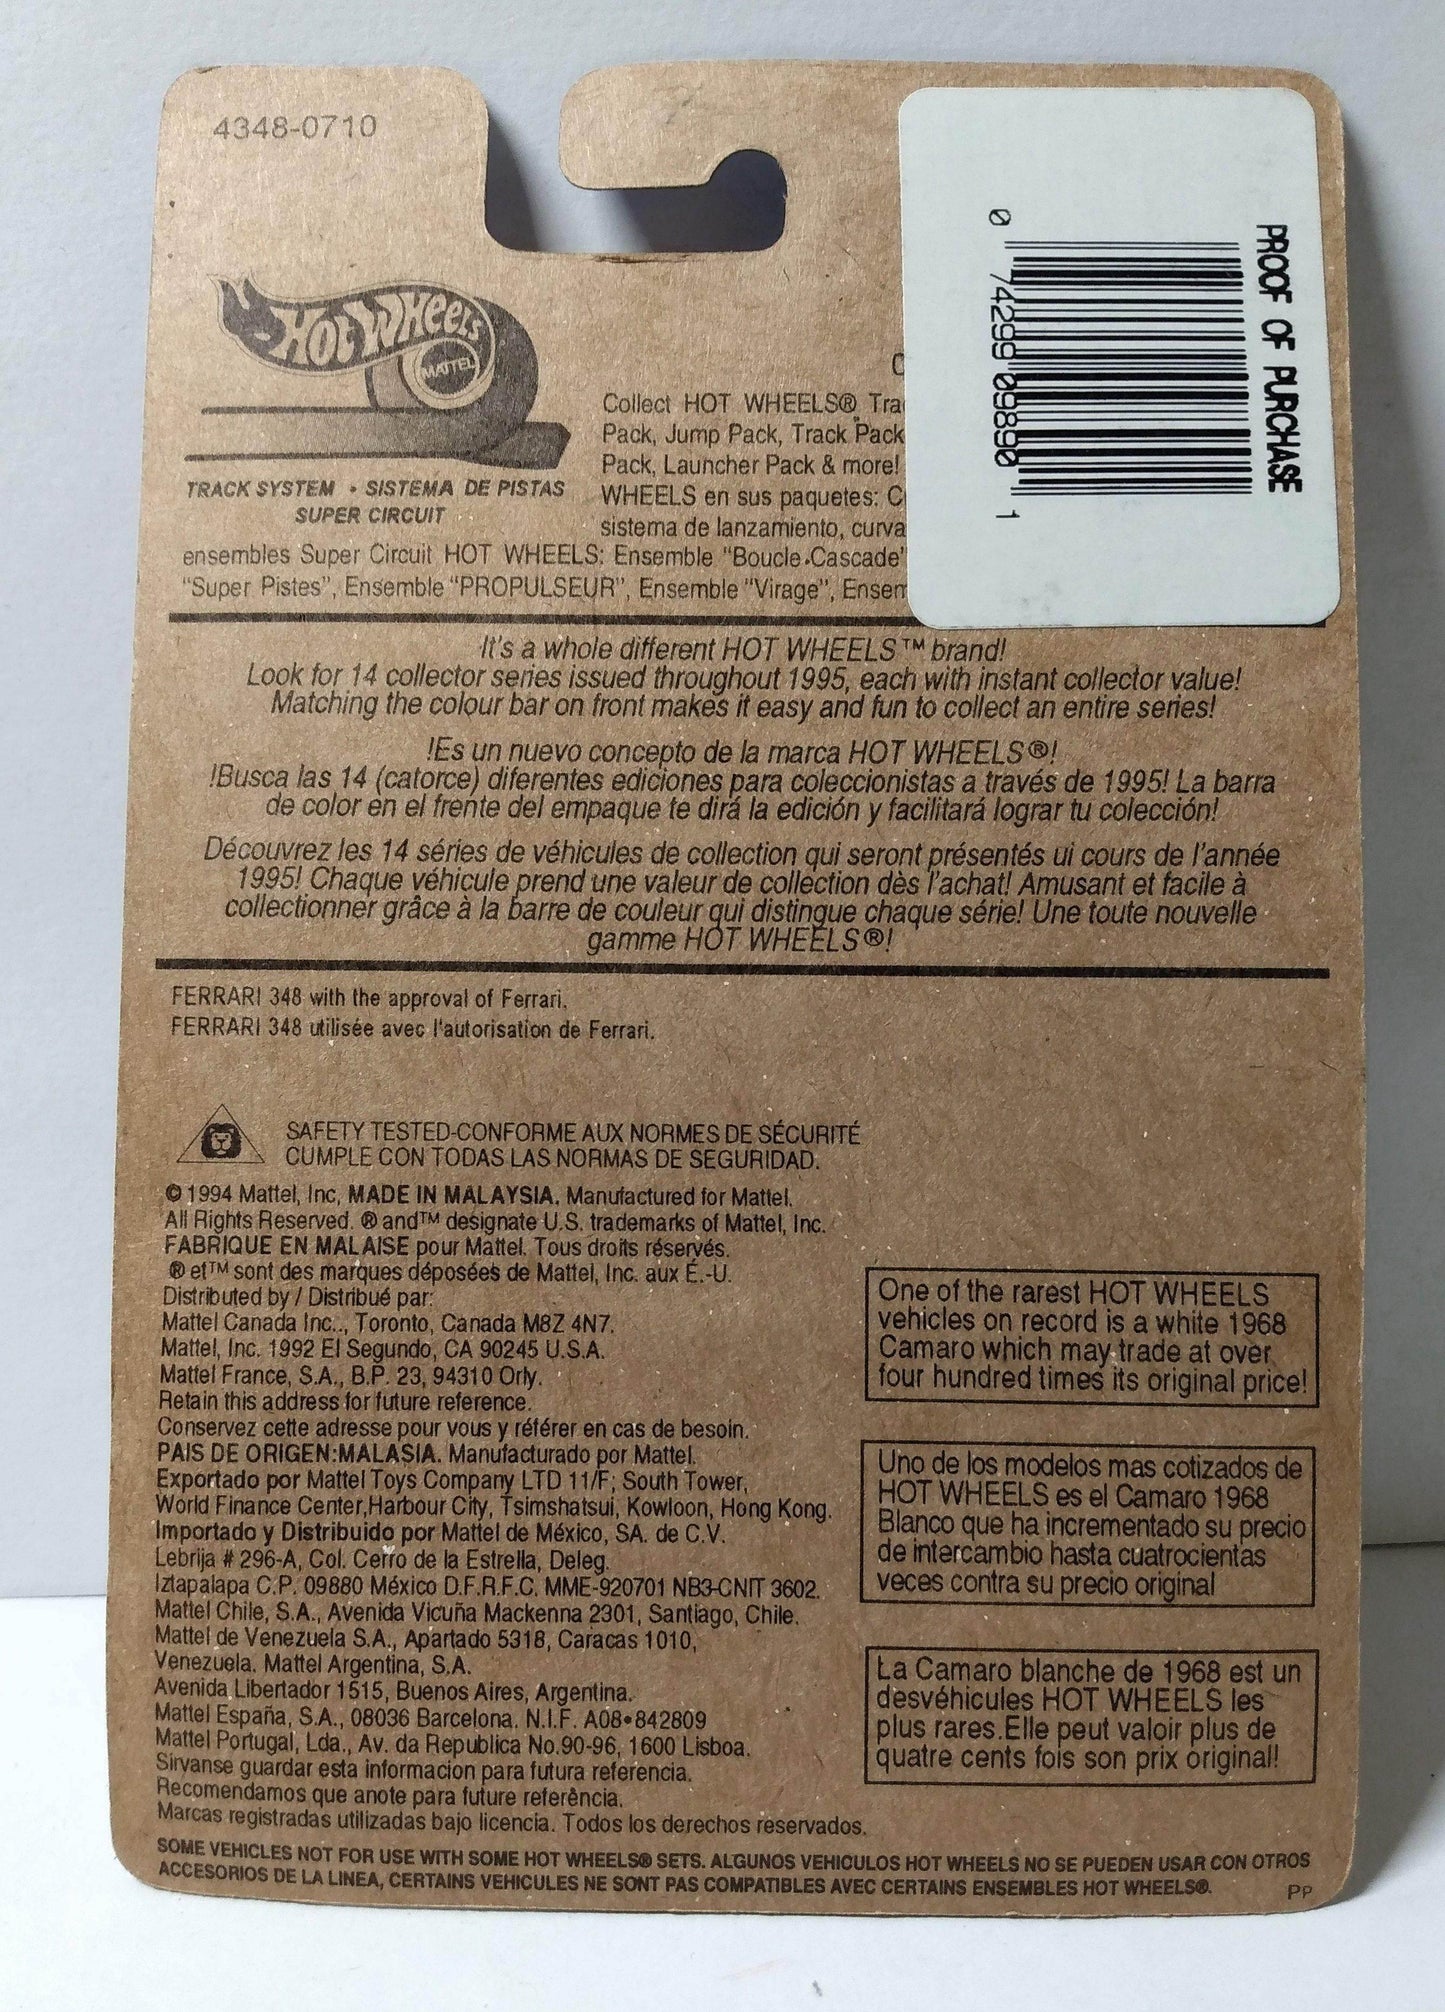 4348-0710
PROOF OF PURCHASE
0 74299 09890 1
HOT WHEELS
MATTEL
TRACK SYSTEM • SISTEMA DE PISTAS
SUPER CIRCUIT
C
Collect HOT WHEELS® Tra
Pack, Jump Pack, Track Pack
Pack, Launcher Pack & more!
WHEELS en sus paquetes: C
sistema de lanzamiento, curva
ensembles Super Circuit HOT WHEELS: Ensemble "Boucle-Cascade"
"Super Pistes", Ensemble "PROPULSEUR", Ensemble "Virage", Ensem
It's a whole different HOT WHEELS™ brand!
Look for 14 collector series issued throughout 1995, each with instant collector value!
Matching the colour bar on front makes it easy and fun to collect an entire series!
!Es un nuevo concepto de la marca HOT WHEELS®!
!Busca las 14 (catorce) diferentes ediciones para coleccionistas a través de 1995! La barra
de color en el frente del empaque te dirá la edición y facilitará lograr tu colección!
Découvrez les 14 séries de véhicules de collection qui seront présentés ui cours de l'année
1995! Chaque véhicule prend une valeur de collection dès l'achat! Amusant et facile à
collectionner grâce à la barre de couleur qui distingue chaque série! Une toute nouvelle
gamme HOT WHEELS®!
FERRARI 348 with the approval of Ferrari.
FERRARI 348 utilisée avec l'autorisation de Ferrari.
SAFETY TESTED-CONFORME AUX NORMES DE SÉCURITÉ
CUMPLE CON TODAS LAS NORMAS DE SEGURIDAD.
© 1994 Mattel, Inc, MADE IN MALAYSIA. Manufactured for Mattel.
All Rights Reserved. ® and™ designate U.S. trademarks of Mattel, Inc.
FABRIQUE EN MALAISE pour Mattel. Tous droits réservés.
® et™ sont des marques déposées de Mattel, Inc. aux É.-U.
Distributed by / Distribué par:
Mattel Canada Inc.., Toronto, Canada M8Z 4N7.
Mattel, Inc. 1992 El Segundo, CA 90245 U.S.A.
Mattel France, S.A., B.P. 23, 94310 Orly.
Retain this address for future reference.
Conservez cette adresse pour vous y référer en cas de besoin.
PAIS DE ORIGEN:MALASIA. Manufacturado por Mattel.
Exportado por Mattel Toys Company LTD 11/F; South Tower,
World Finance Center,Harbour City, Tsimshatsui, Kowloon, Hong Kong.
Importado y Distribuido por Mattel de México, SA. de C.V.
Lebrija # 296-A, Col. Cerro de la Estrella, Deleg.
Iztapalapa C.P. 09880 México D.F.R.F.C. MME-920701 NB3-CNIT 3602.
Mattel Chile, S.A., Avenida Vicuña Mackenna 2301, Santiago, Chile.
Mattel de Venezuela S.A., Apartado 5318, Caracas 1010,
Venezuela. Mattel Argentina, S.A.
Avenida Libertador 1515, Buenos Aires, Argentina.
Mattel España, S.A., 08036 Barcelona. N.I.F. A08•842809
Mattel Portugal, Lda., Av. da Republica No.90-96, 1600 Lisboa.
Sirvanse guardar esta informacion para futura referencia.
Recomendamos que anote para future referência.
Marcas registradas utilizadas bajo licencia. Todos los derechos reservados.
One of the rarest HOT WHEELS
vehicles on record is a white 1968
Camaro which may trade at over
four hundred times its original price!
Uno de los modelos mas cotizados de
HOT WHEELS es el Camaro 1968
Blanco que ha incrementado su precio
de intercambio hasta cuatrocientas
veces contra su precio original
La Camaro blanche de 1968 est un
desvéhicules HOT WHEELS les
plus rares.Elle peut valoir plus de
quatre cents fois son prix original!
SOME VEHICLES NOT FOR USE WITH SOME HOT WHEELS® SETS. ALGUNOS VEHICULOS HOT WHEELS NO SE PUEDEN USAR CON OTROS
ACCESORIOS DE LA LINEA, CERTAINS VEHICULES NE SONT PAS COMPATIBLES AVEC CERTAINS ENSEMBLES HOT WHEELS®.
PP